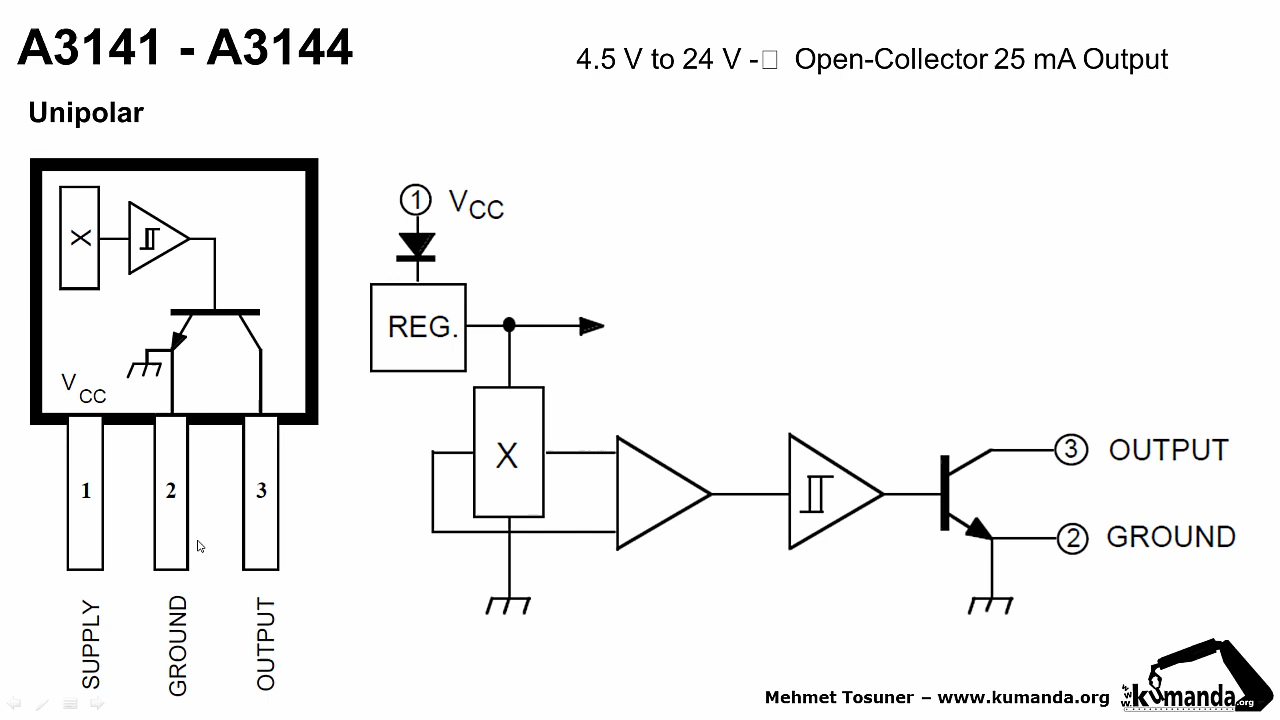 A3141 - A3144
4.5 V to 24 V -□ Open-Collector 25 mA Output
Unipolar
X
VCC
1
2
3
SUPPLY
GROUND
OUTPUT
1 VCC
REG.
X
3 OUTPUT
2 GROUND
Mehmet Tosuner – www.kumanda.org
www.kumanda.org